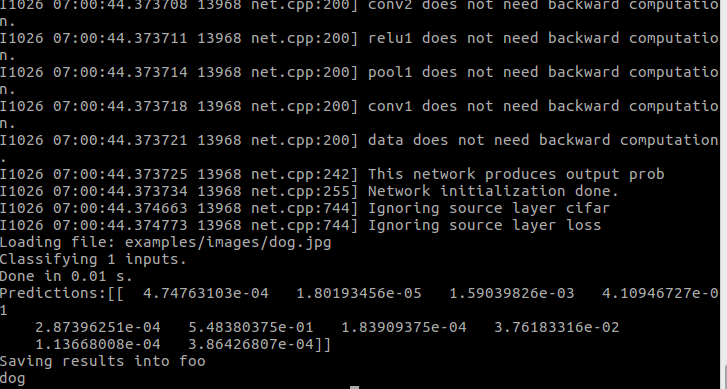 I1026 07:00:44.373708 13968 net.cpp:200] conv2 does not need backward computatio
n.
I1026 07:00:44.373711 13968 net.cpp:200] relu1 does not need backward computatio
n.
I1026 07:00:44.373714 13968 net.cpp:200] pool1 does not need backward computatio
n.
I1026 07:00:44.373718 13968 net.cpp:200] conv1 does not need backward computatio
n.
I1026 07:00:44.373721 13968 net.cpp:200] data does not need backward computation
.
I1026 07:00:44.373725 13968 net.cpp:242] This network produces output prob
I1026 07:00:44.373734 13968 net.cpp:255] Network initialization done.
I1026 07:00:44.374663 13968 net.cpp:744] Ignoring source layer cifar
I1026 07:00:44.374773 13968 net.cpp:744] Ignoring source layer loss
Loading file: examples/images/dog.jpg
Classifying 1 inputs.
Done in 0.01 s.
Predictions:[[  4.74763103e-04   1.80193456e-05   1.59039826e-03   4.10946727e-0
1
    2.87396251e-04   5.48380375e-01   1.83909375e-04   3.76183316e-02
    1.13668008e-04   3.86426807e-04]]
Saving results into foo
dog